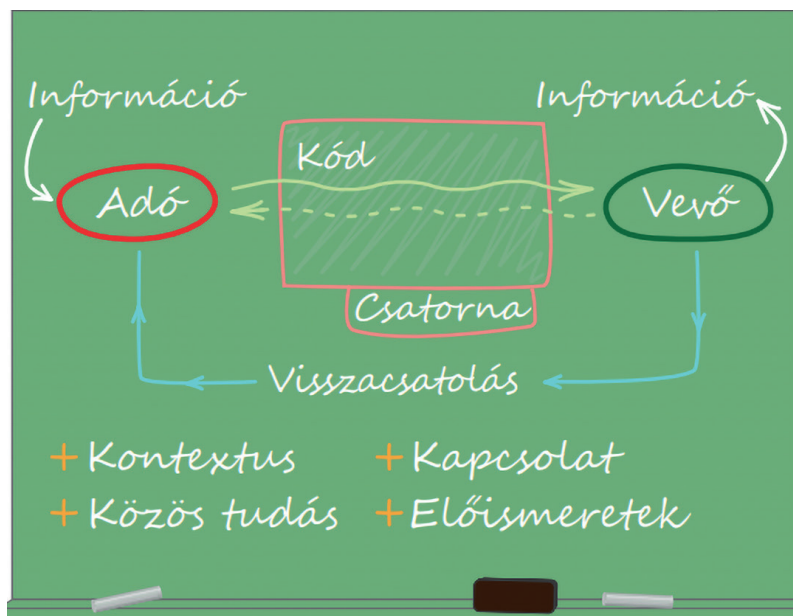 Információ
Információ
Kód
Adó
Vevő
Csatorna
Visszacsatolás
+ Kontextus
+ Kapcsolat
+ Közös tudás
+ Előismeretek